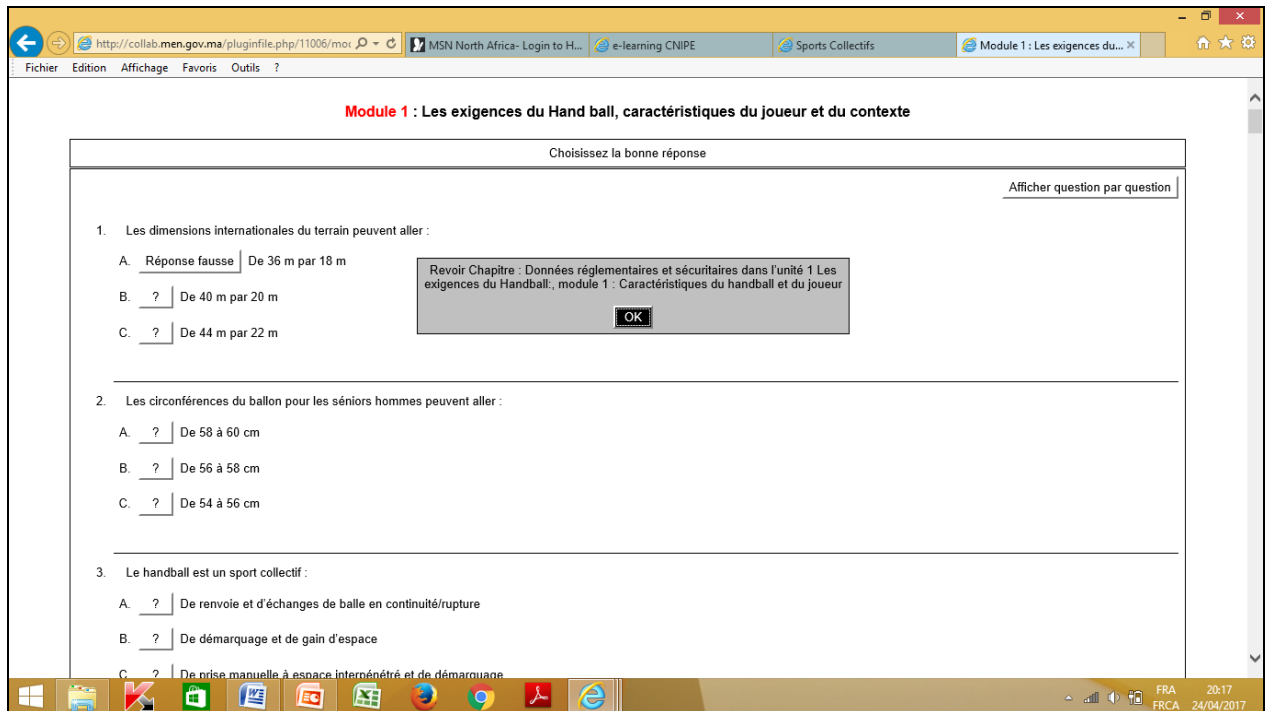 http://collab.men.gov.ma/pluginfile.php/11006/mo
MSN North Africa- Login to H...
e-learning CNIPE
Sports Collectifs
Module 1 : Les exigences du...
Fichier Edition Affichage Favoris Outils ?
Module 1 : Les exigences du Hand ball, caractéristiques du joueur et du contexte
Choisissez la bonne réponse
Afficher question par question
1. Les dimensions internationales du terrain peuvent aller :
A. Réponse fausse De 36 m par 18 m
B. ? De 40 m par 20 m
C. ? De 44 m par 22 m
Revoir Chapitre : Données réglementaires et sécuritaires dans l'unité 1 Les
exigences du Handball:, module 1 : Caractéristiques du handball et du joueur
OK
2. Les circonférences du ballon pour les séniors hommes peuvent aller :
A. ? De 58 à 60 cm
B. ? De 56 à 58 cm
C. ? De 54 à 56 cm
3. Le handball est un sport collectif :
A. ? De renvoie et d'échanges de balle en continuité/rupture
B. ? De démarquage et de gain d'espace
C. ? De prise manuelle à espace interpénétré et de démarquage
FRA 20:17
FRCA 24/04/2017